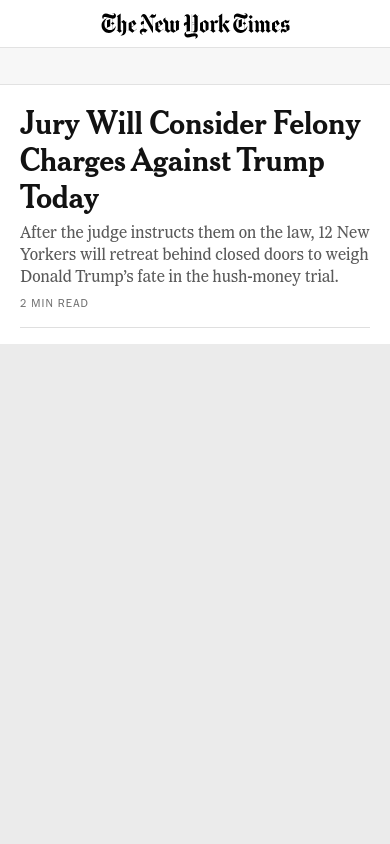 The New York Times
Jury Will Consider Felony
Charges Against Trump
Today
After the judge instructs them on the law, 12 New
Yorkers will retreat behind closed doors to weigh
Donald Trump’s fate in the hush-money trial.
2 MIN READ